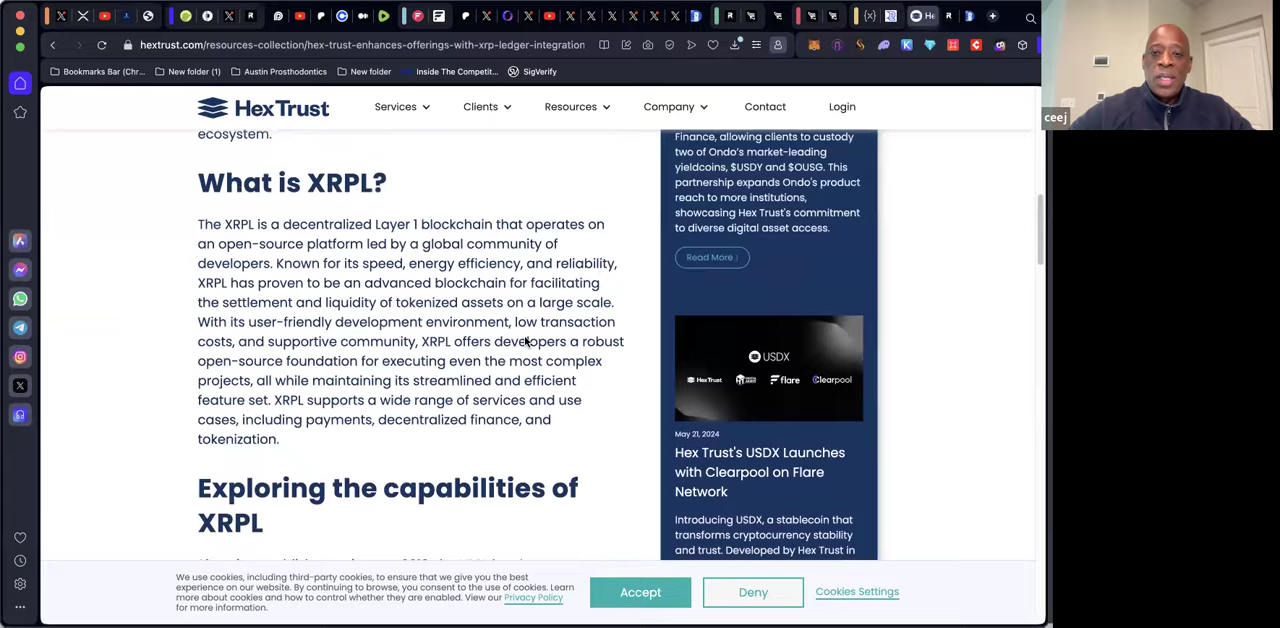 hextrust.com/resources-collection/hex-trust-enhances-offerings-with-xrp-ledger-integration
Bookmarks Bar (Chr...
New folder (1)
Austin Prosthodontics
New folder
Inside The Competit...
SigVerify
ceej
HexTrust
Services
Clients
Resources
Company
Contact
Login
ecosystem.
What is XRPL?
The XRPL is a decentralized Layer 1 blockchain that operates on
an open-source platform led by a global community of
developers. Known for its speed, energy efficiency, and reliability,
XRPL has proven to be an advanced blockchain for facilitating
the settlement and liquidity of tokenized assets on a large scale.
With its user-friendly development environment, low transaction
costs, and supportive community, XRPL offers developers a robust
open-source foundation for executing even the most complex
projects, all while maintaining its streamlined and efficient
feature set. XRPL supports a wide range of services and use
cases, including payments, decentralized finance, and
tokenization.
Exploring the capabilities of
XRPL
Finance, allowing clients to custody
two of Ondo's market-leading
yieldcoins, $USDY and $OUSG. This
partnership expands Ondo's product
reach to more institutions,
showcasing Hex Trust's commitment
to diverse digital asset access.
Read More
USDX
HexTrust
flare
Clearpool
May 21, 2024
Hex Trust's USDX Launches
with Clearpool on Flare
Network
Introducing USDX, a stablecoin that
transforms cryptocurrency stability
and trust. Developed by Hex Trust in
We use cookies, including third-party cookies, to ensure that we give you the best
experience on our website. By continuing to browse, you consent to the use of cookies. Learn
more about cookies and how to control whether they are enabled. View our Privacy Policy
for more information.
Accept
Deny
Cookies Settings